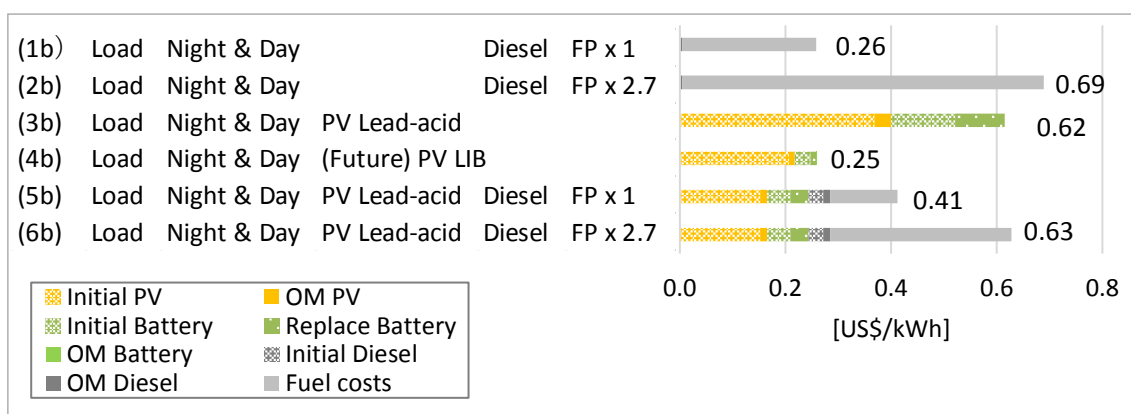 (1b） Load Night & Day Diesel FP x 1 0.26
(2b) Load Night & Day Diesel FP x 2.7 0.69
(3b) Load Night & Day PV Lead-acid 0.62
(4b) Load Night & Day (Future) PV LIB 0.25
(5b) Load Night & Day PV Lead-acid Diesel FP x 1 0.41
(6b) Load Night & Day PV Lead-acid Diesel FP x 2.7 0.63
0.0 0.2 0.4 0.6 0.8
[US$/kWh]
Initial PV OM PV
Initial Battery Replace Battery
OM Battery Initial Diesel
OM Diesel Fuel costs